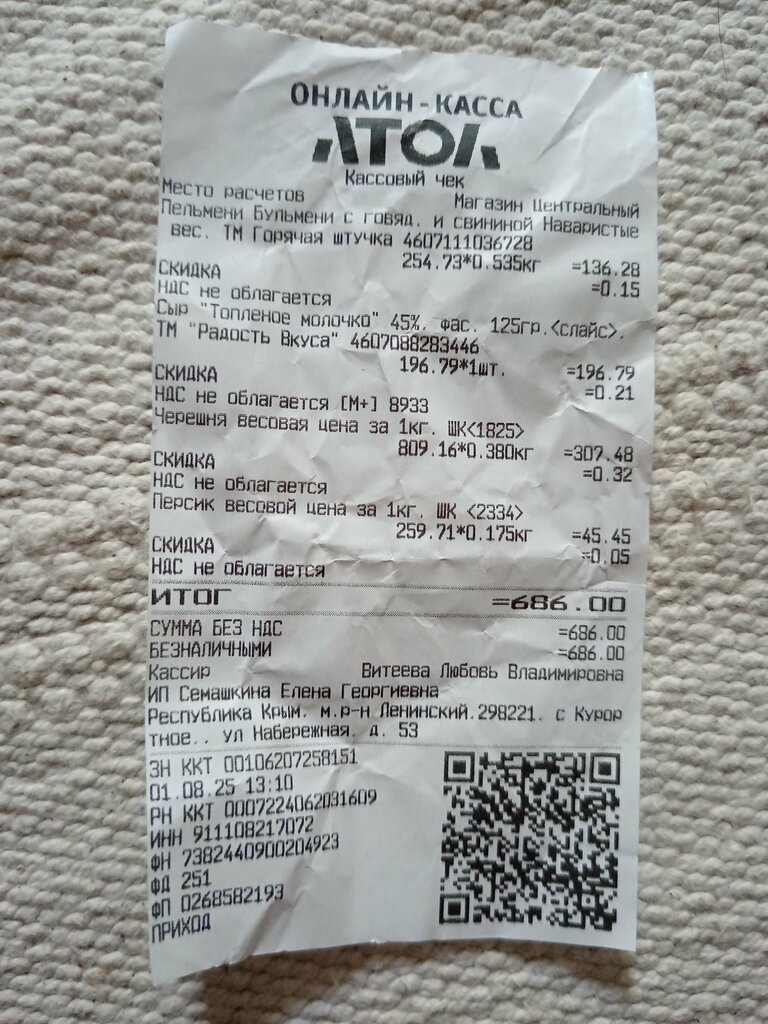 ОНЛАЙН-КАССА
АТОЛ
Кассовый чек
Место расчетов Магазин Центральный
Пельмени Бульмени с говяд. и свининой Наваристые
вес. ТМ Горячая штучка 4607111036728
254.73*0.535кг =136.28
СКИДКА =0.15
НДС не облагается
Сыр "Топленое молочко" 45%. фас. 125гр.<слайс>.
ТМ "Радость Вкуса" 4607088283446
196.79*1шт. =196.79
СКИДКА =0.21
НДС не облагается [М+] 8933
Черешня весовая цена за 1кг. ШК<1825>
809.16*0.380кг =307.48
СКИДКА =0.32
НДС не облагается
Персик весовой цена за 1кг. ШК <2334>
259.71*0.175кг =45.45
СКИДКА =0.05
НДС не облагается
ИТОГ =686.00
СУММА БЕЗ НДС =686.00
БЕЗНАЛИЧНЫМИ =686.00
Кассир Витеева Любовь Владимировна
ИП Семашкина Елена Георгиевна
Республика Крым. м.р-н Ленинский.298221. с Курор
тное.. ул Набережная. д. 53
ЗН ККТ 00106207258151
01.08.25 13:10
РН ККТ 0007224062031609
ИНН 911108217072
ФН 7382440900204923
ФД 251
ФП 0268582193
ПРИХОД